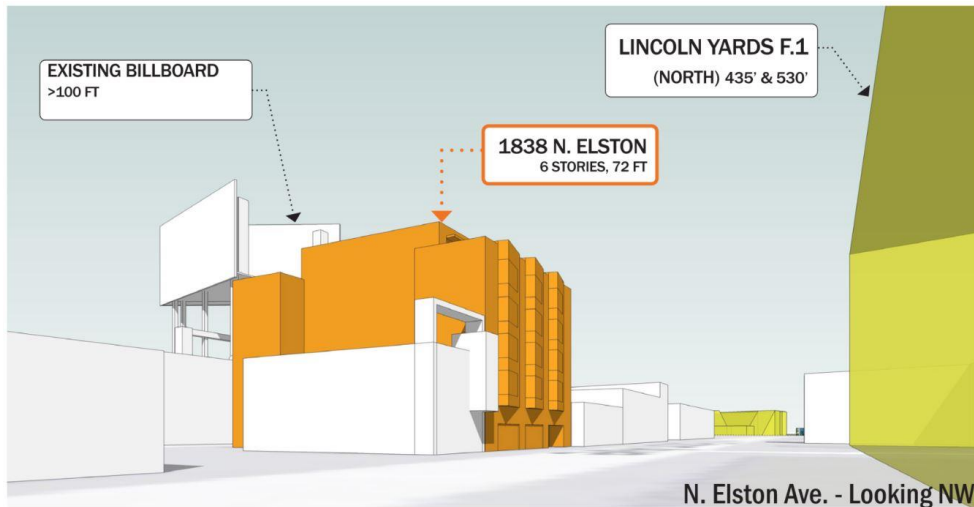 EXISTING BILLBOARD
>100 FT
LINCOLN YARDS F.1
(NORTH) 435' & 530'
1838 N. ELSTON
6 STORIES, 72 FT
N. Elston Ave. - Looking NW